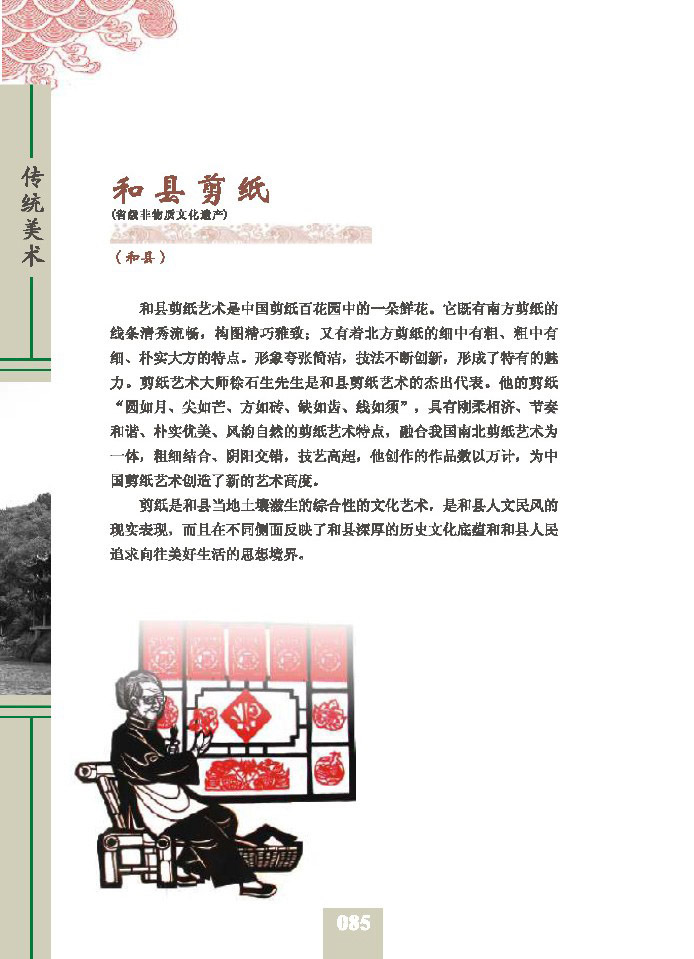 传统美术
和县剪纸
(省级非物质文化遗产)
（和县）
和县剪纸艺术是中国剪纸百花园中的一朵鲜花。它既有南方剪纸的
线条清秀流畅，构图精巧雅致；又有着北方剪纸的细中有粗、粗中有
细、朴实大方的特点。形象夸张简洁，技法不断创新，形成了特有的魅
力。剪纸艺术大师徐石生先生是和县剪纸艺术的杰出代表。他的剪纸
“圆如月、尖如芒、方如砖、缺如齿、线如须”，具有刚柔相济、节奏
和谐、朴实优美、风韵自然的剪纸艺术特点，融合我国南北剪纸艺术为
一体，粗细结合、阴阳交错，技艺高超，他创作的作品数以万计，为中
国剪纸艺术创造了新的艺术高度。
剪纸是和县当地土壤滋生的综合性的文化艺术，是和县人文民风的
现实表现，而且在不同侧面反映了和县深厚的历史文化底蕴和和县人民
追求向往美好生活的思想境界。
085